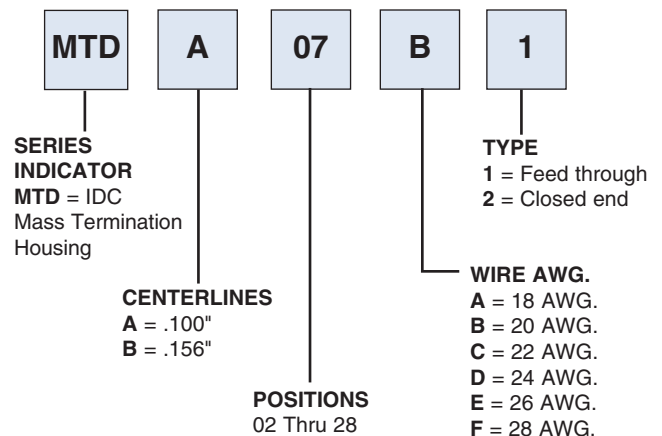 MTD A 07 B 1
SERIES
INDICATOR
MTD = IDC
Mass Termination
Housing
CENTERLINES
A = .100"
B = .156"
POSITIONS
02 Thru 28
TYPE
1 = Feed through
2 = Closed end
WIRE AWG.
A = 18 AWG.
B = 20 AWG.
C = 22 AWG.
D = 24 AWG.
E = 26 AWG.
F = 28 AWG.